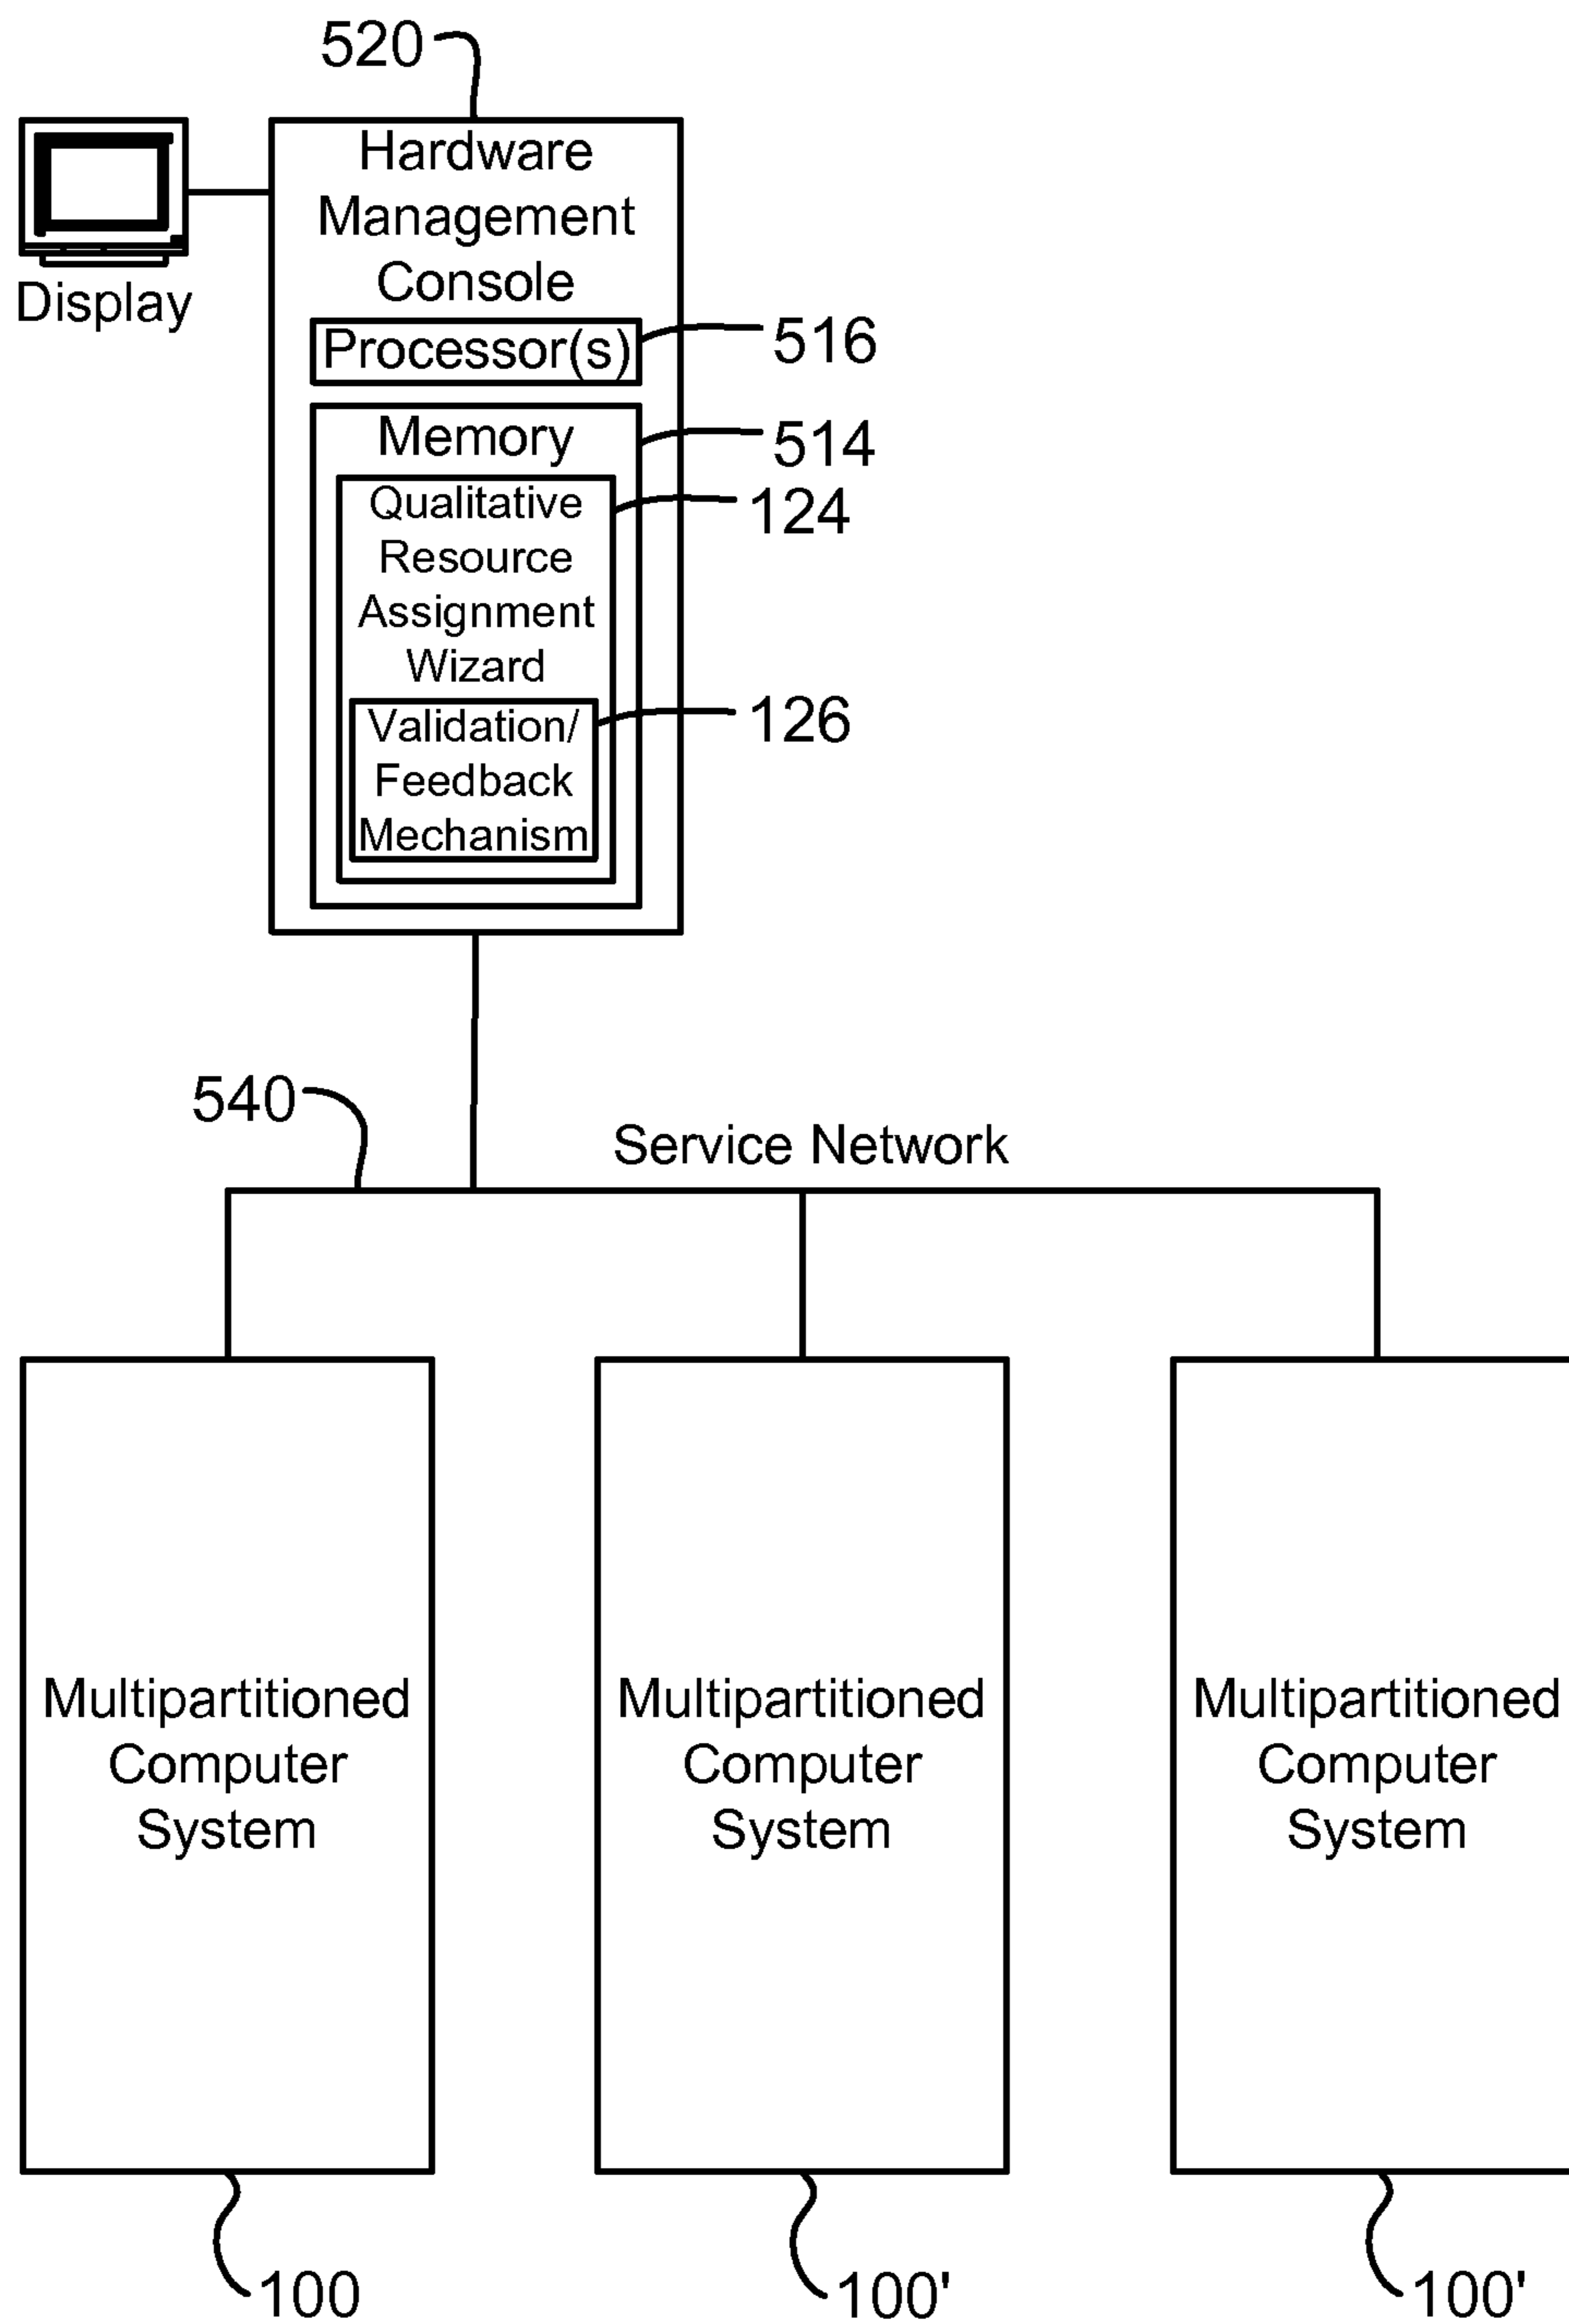 520
Hardware
Management
Console
Display
Processor(s)
516
Memory
514
Qualitative
124
Resource
Assignment
Wizard
Validation/
126
Feedback
Mechanism
540
Service Network
Multipartitioned
Computer
System
Multipartitioned
Computer
System
Multipartitioned
Computer
System
100
100'
100'